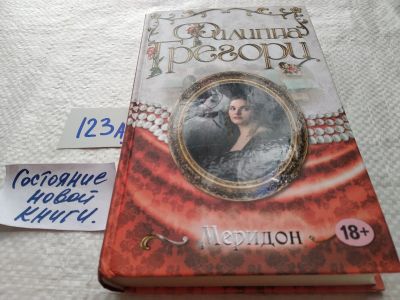 Филиппа
Грегори
123А
Состояние
новой
книги.
Меридон
18+